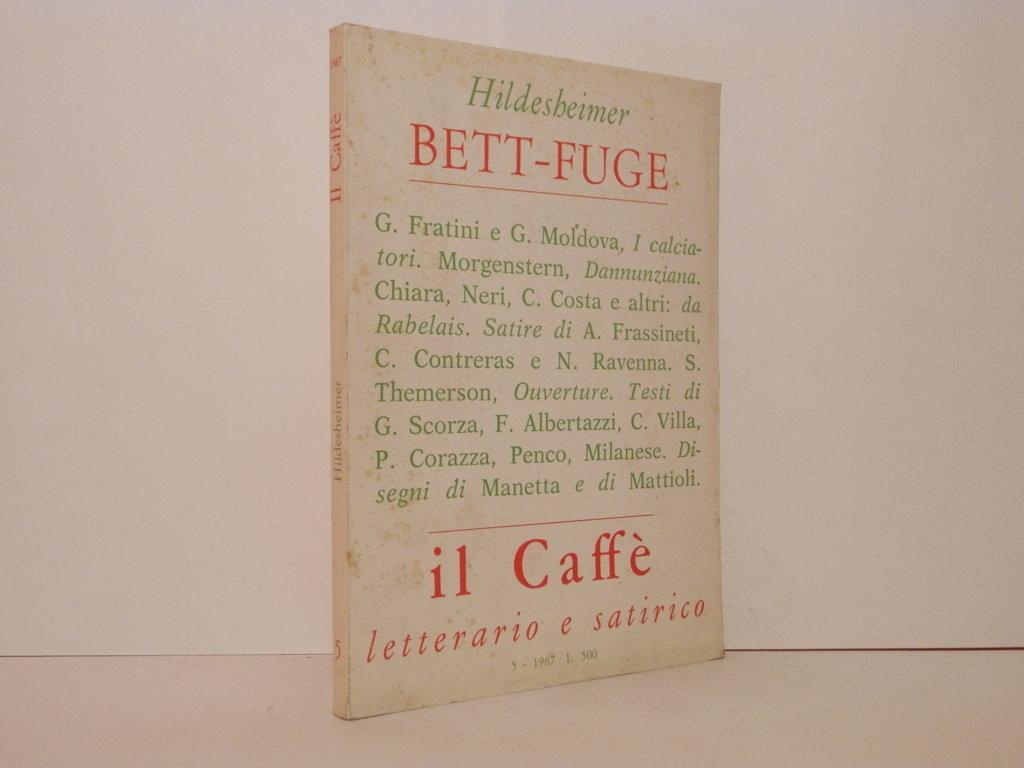 1967
Il Caffè
Hildesheimer
5
Hildesheimer
BETT-FUGE
G. Fratini e G. Moldova, I calcia-
tori. Morgenstern, Dannunziana.
Chiara, Neri, C. Costa e altri: da
Rabelais. Satire di A. Frassineti,
C. Contreras e N. Ravenna. S.
Themerson, Ouverture. Testi di
G. Scorza, F. Albertazzi, C. Villa,
P. Corazza, Penco, Milanese. Di-
segni di Manetta e di Mattioli.
il Caffè
letterario e satirico
5 - 1967 L. 500